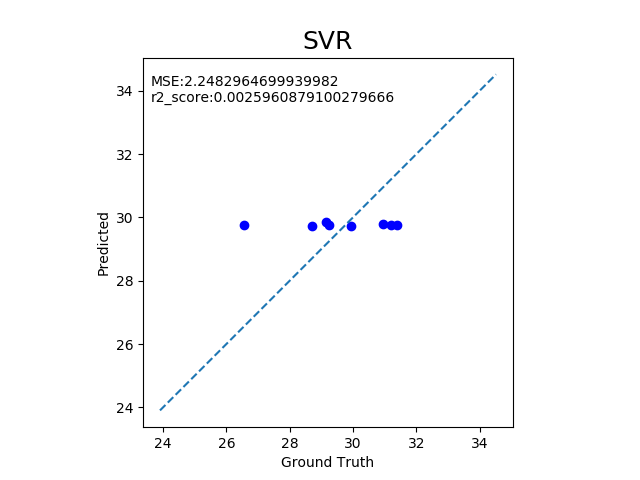 SVR
MSE:2.2482964699939982
r2_score:0.0025960879100279666
34
32
30
28
26
24
Predicted
24 26 28 30 32 34
Ground Truth